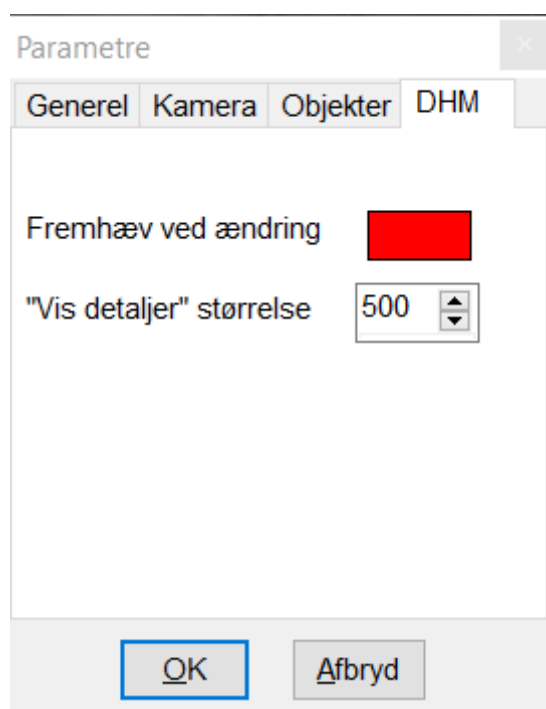 Parametre
Generel Kamera Objekter DHM
Fremhæv ved ændring
"Vis detaljer" størrelse 500
OK Afbryd